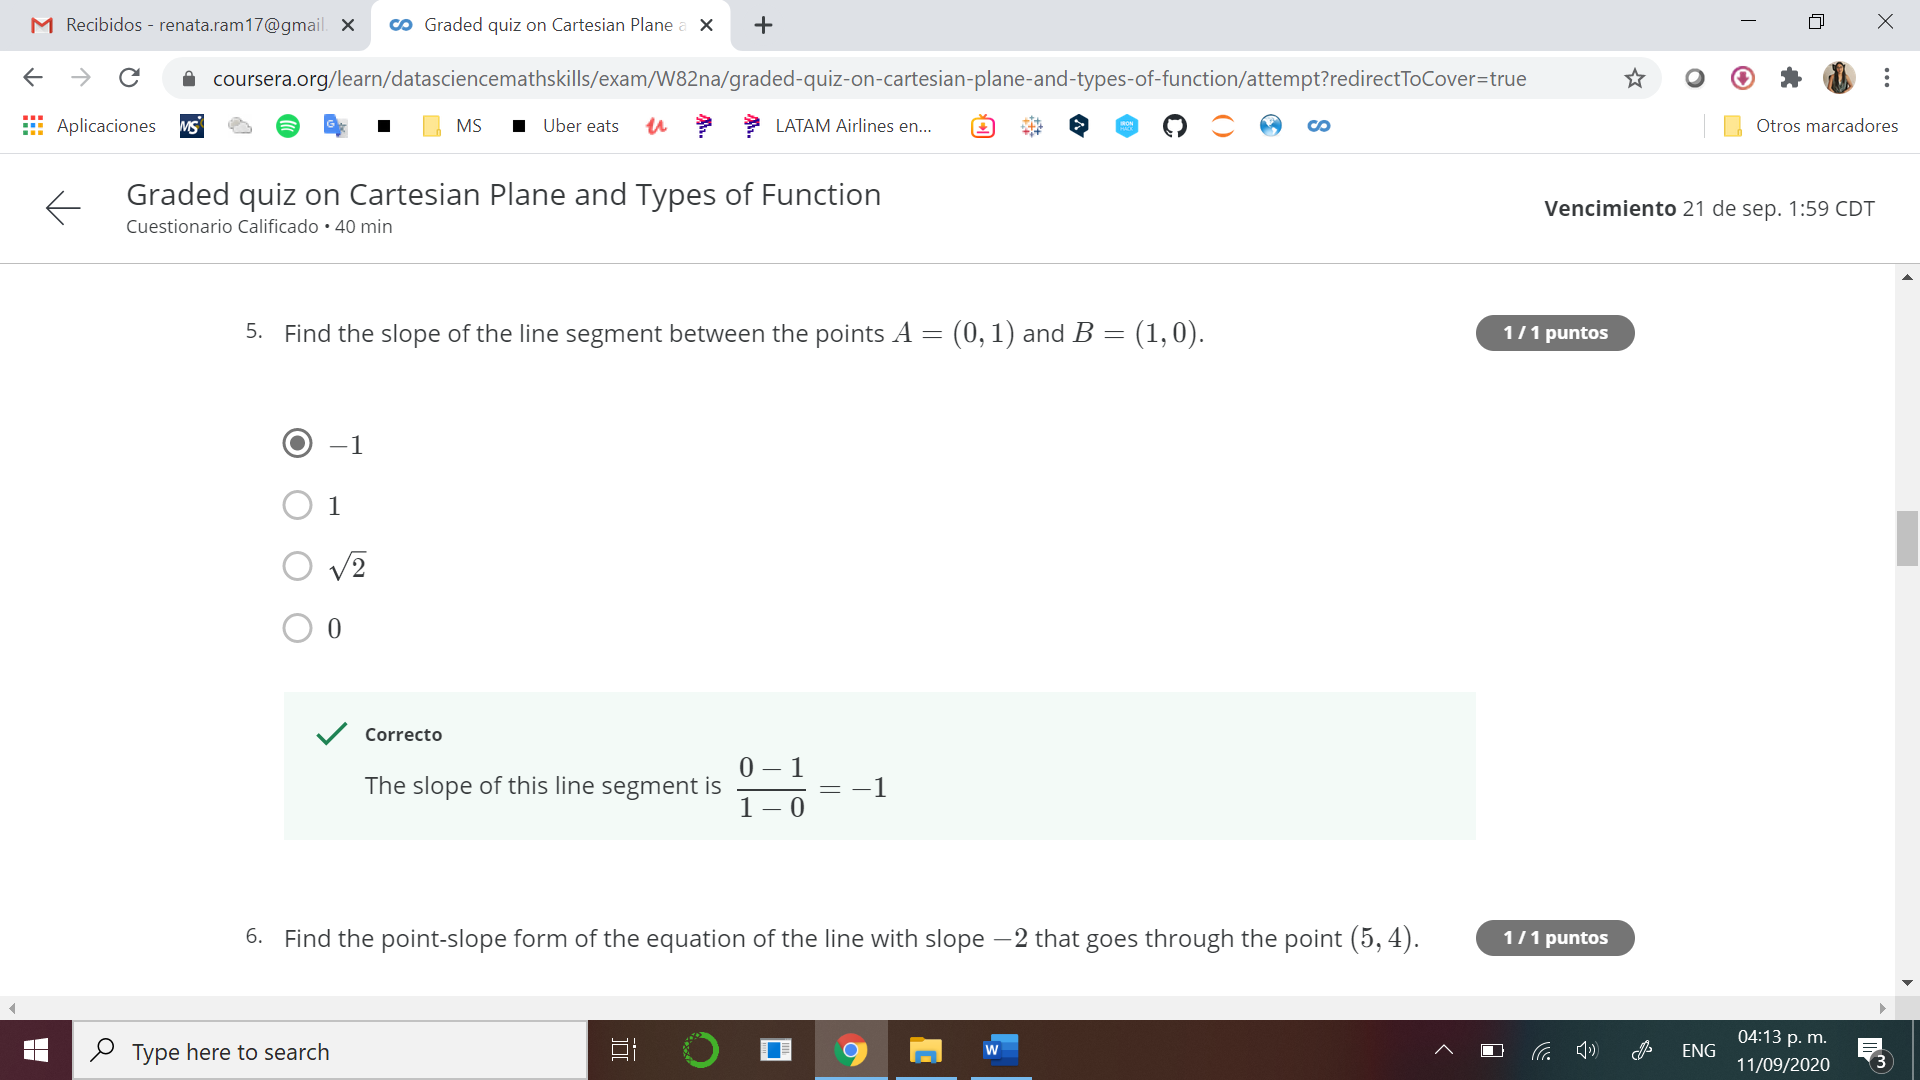 Recibidos - renata.ram17@gmail.
Graded quiz on Cartesian Plane a
coursera.org/learn/datasciencemathskills/exam/W82na/graded-quiz-on-cartesian-plane-and-types-of-function/attempt?redirectToCover=true
Aplicaciones
MS
MS
Uber eats
LATAM Airlines en...
Otros marcadores
Graded quiz on Cartesian Plane and Types of Function
Cuestionario Calificado • 40 min
Vencimiento 21 de sep. 1:59 CDT
5. Find the slope of the line segment between the points A = (0, 1) and B = (1, 0).
1 / 1 puntos
−1
1
√2
0
Correcto
The slope of this line segment is (0 − 1)/(1 − 0) = −1
6. Find the point-slope form of the equation of the line with slope −2 that goes through the point (5, 4).
1 / 1 puntos
Type here to search
W
ENG
04:13 p. m.
11/09/2020
3